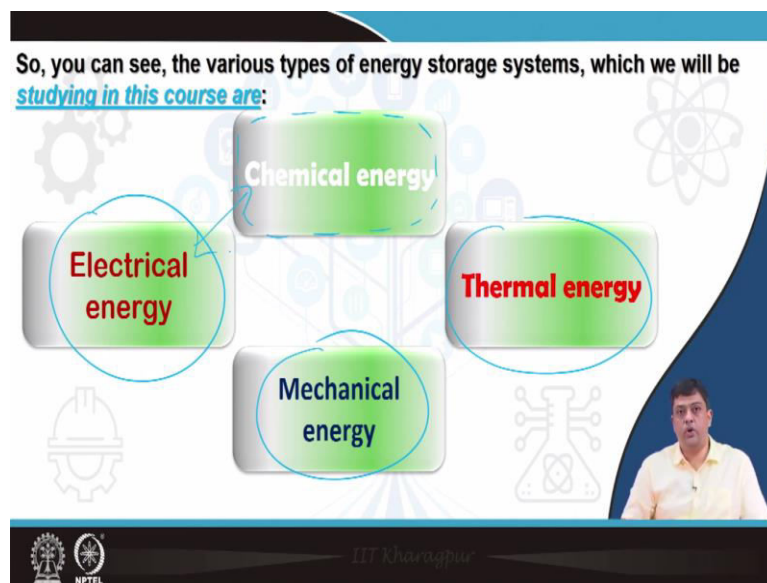 So, you can see, the various types of energy storage systems, which we will be
studying in this course are:
Chemical energy
Electrical
energy
Thermal energy
Mechanical
energy
IIT Kharagpur
NPTEL